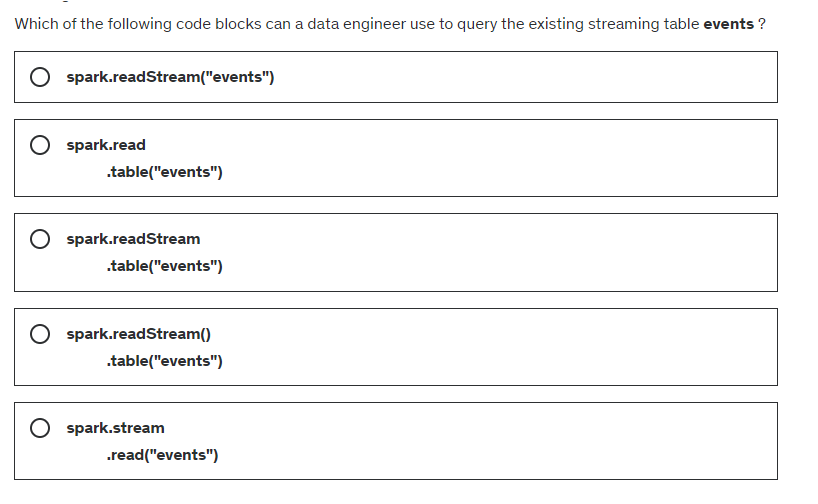 Which of the following code blocks can a data engineer use to query the existing streaming table events ?
spark.readStream("events")
spark.read
.table("events")
spark.readStream
.table("events")
spark.readStream()
.table("events")
spark.stream
.read("events")